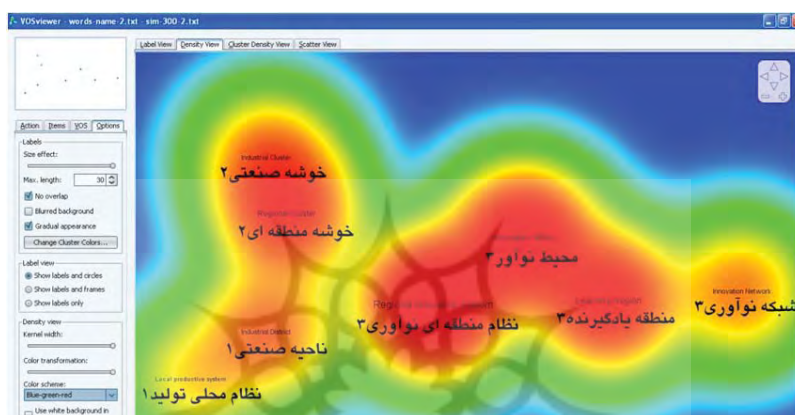 VOSviewer - words-name-2.txt - sim-300-2.txt
Label View Density View Cluster Density View Scatter View
Action Items VOS Options
Labels
Size effect:
Max. length: 30
No overlap
Blurred background
Gradual appearance
Change Cluster Colors...
Label view
Show labels and circles
Show labels and frames
Show labels only
Density view
Kernel width:
Color transformation:
Color scheme:
Blue-green-red
Use white background in
Industrial Cluster
خوشه صنعتی۲
Regional Cluster
خوشه منطقه ای۲
محیط نوآور۳
Innovation Network
شبکه نوآوری۳
نظام منطقه ای نوآوری۳
منطقه یادگیرنده۳
Industrial District
ناحیه صنعتی۱
Local productive system
نظام محلی تولید۱